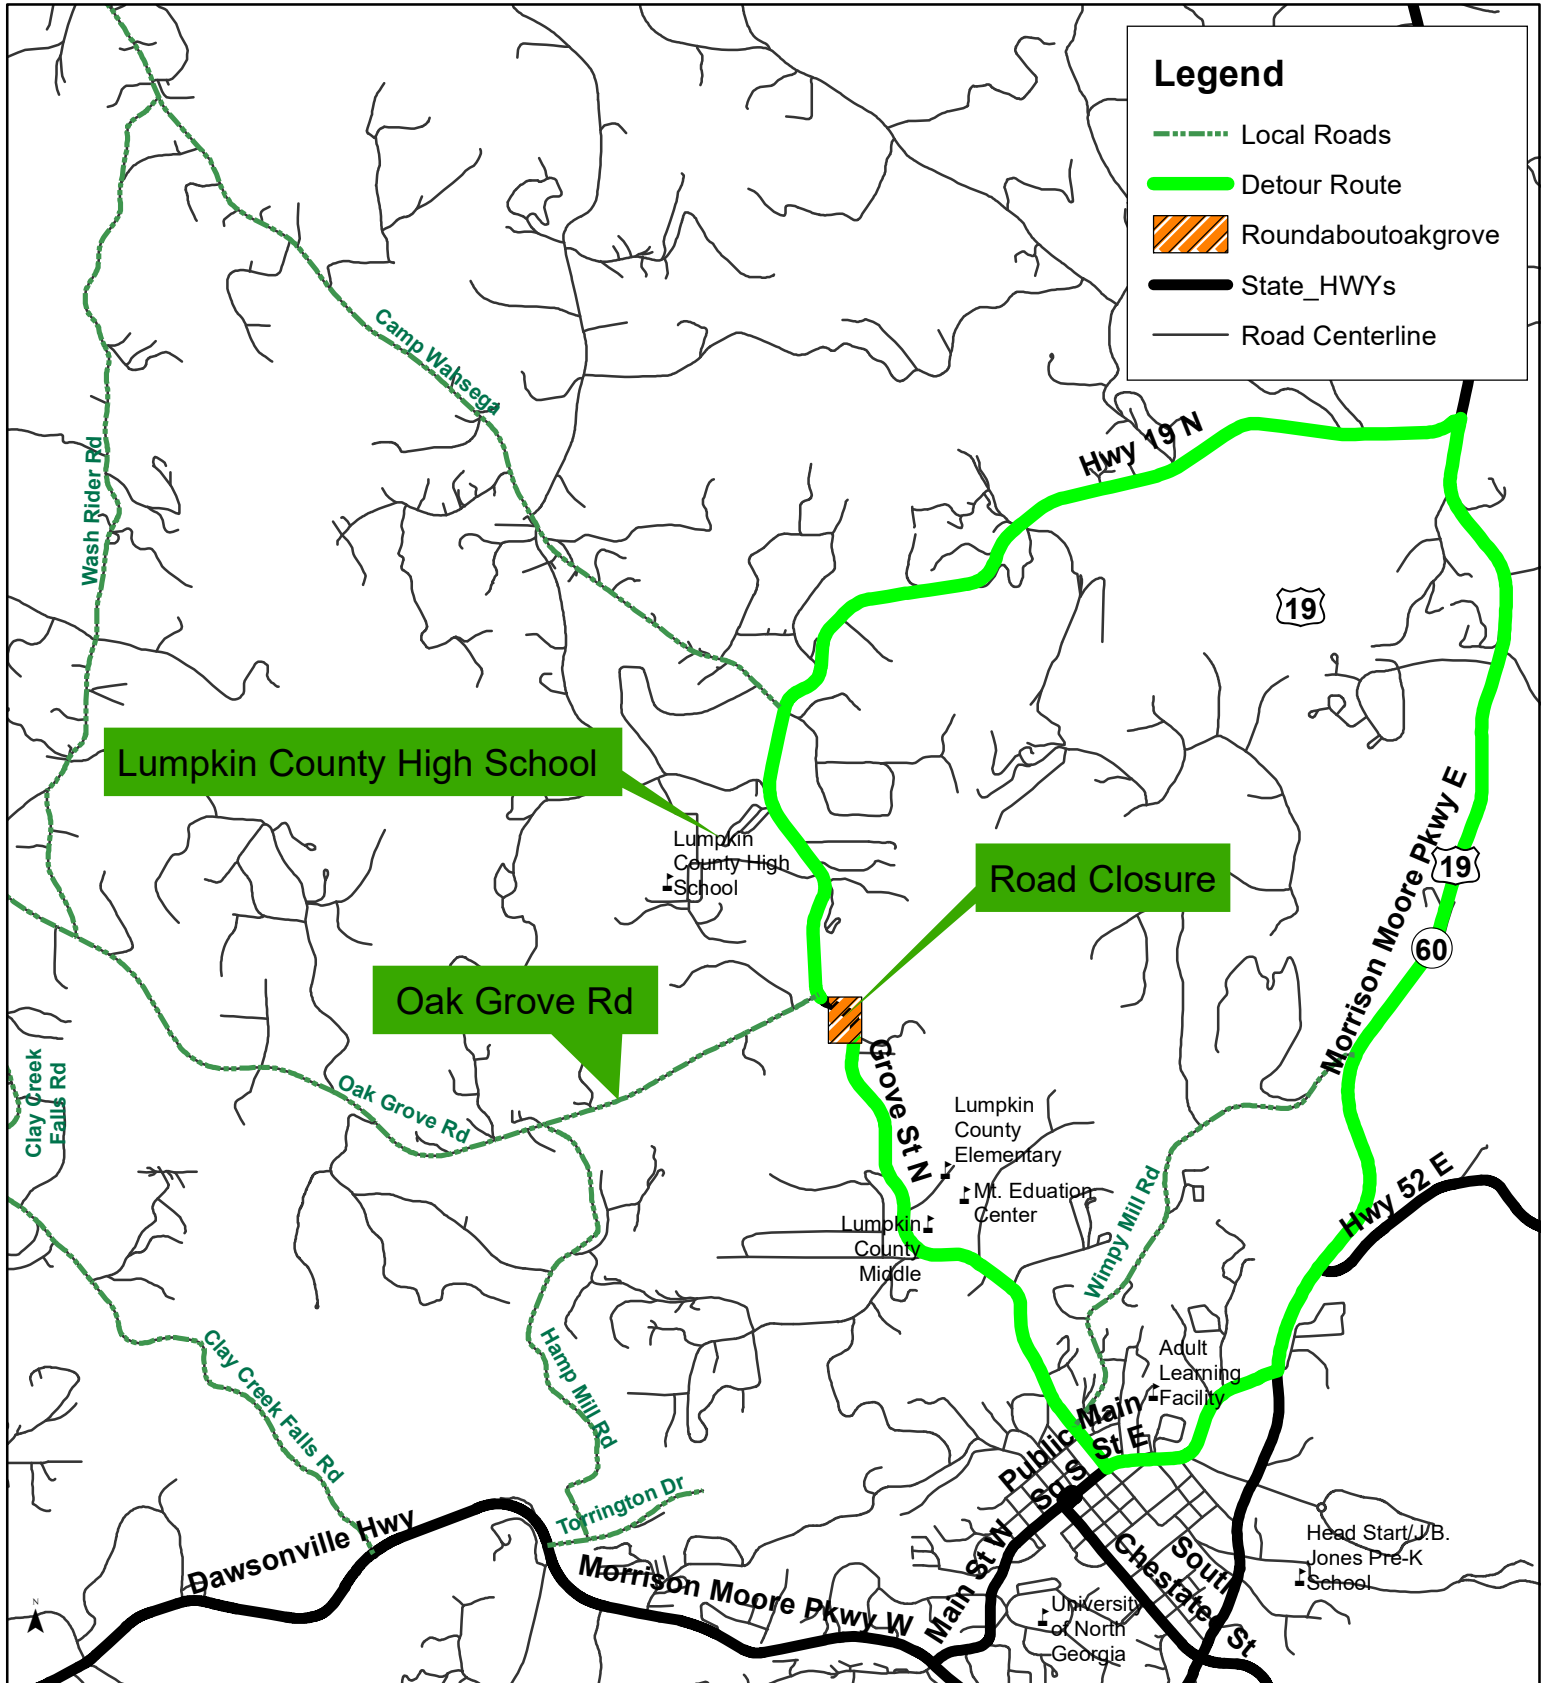 Legend
Local Roads
Detour Route
Roundaboutoakgrove
State_HWYs
Road Centerline
Camp Wahsega
Hwy 19 N
Wash Rider Rd
19
Lumpkin County High School
Lumpkin
County High
School
Road Closure
Morrison Moore Pkwy E
19
60
Oak Grove Rd
Clay Creek
Falls Rd
Oak Grove Rd
Grove St N
Lumpkin
County
Elementary
Mt. Eduation
Center
Lumpkin
County
Middle
Wimpy Mill Rd
Hwy 52 E
Clay Creek Falls Rd
Hamp Mill Rd
Adult
Learning
Facility
Main
St E
Public
Sq S
Torrington Dr
Dawsonville Hwy
Morrison Moore Pkwy W
Main St W
South
Chestatee St
Head Start/J.B.
Jones Pre-K
School
University
of North
Georgia
N